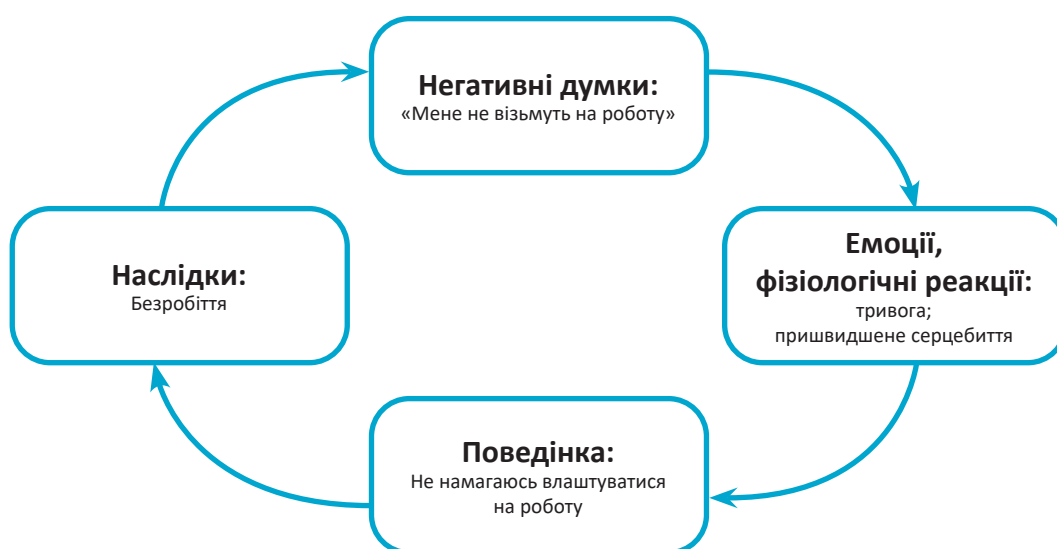 Негативні думки:
«Мене не візьмуть на роботу»
Емоції,
фізіологічні реакції:
тривога;
пришвидшене серцебиття
Поведінка:
Не намагаюсь влаштуватися
на роботу
Наслідки:
Безробіття